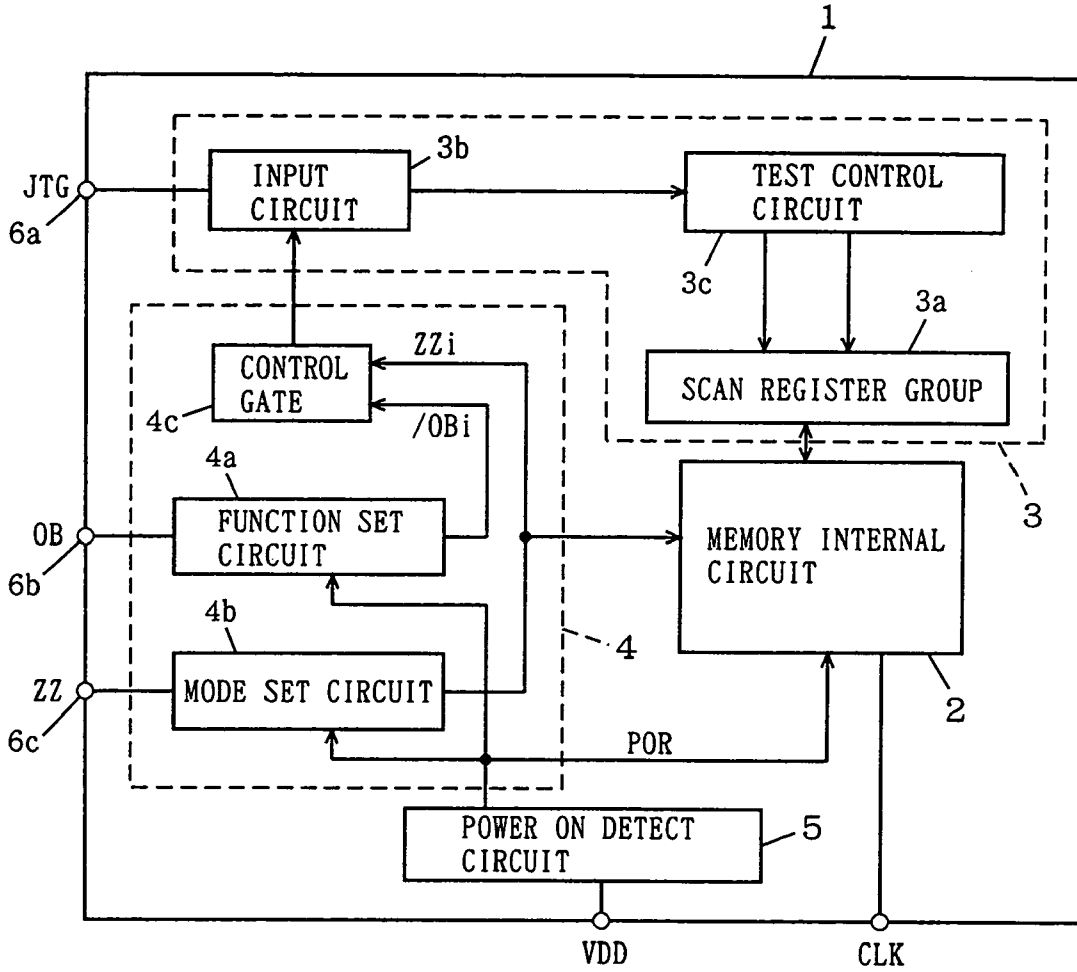 1
JTG
6a
INPUT
CIRCUIT
3b
TEST CONTROL
CIRCUIT
3c
3a
SCAN REGISTER GROUP
3
CONTROL
GATE
4c
ZZi
/OBi
4a
OB
6b
FUNCTION SET
CIRCUIT
MEMORY INTERNAL
CIRCUIT
2
4b
ZZ
6c
MODE SET CIRCUIT
4
POR
POWER ON DETECT
CIRCUIT
5
VDD
CLK